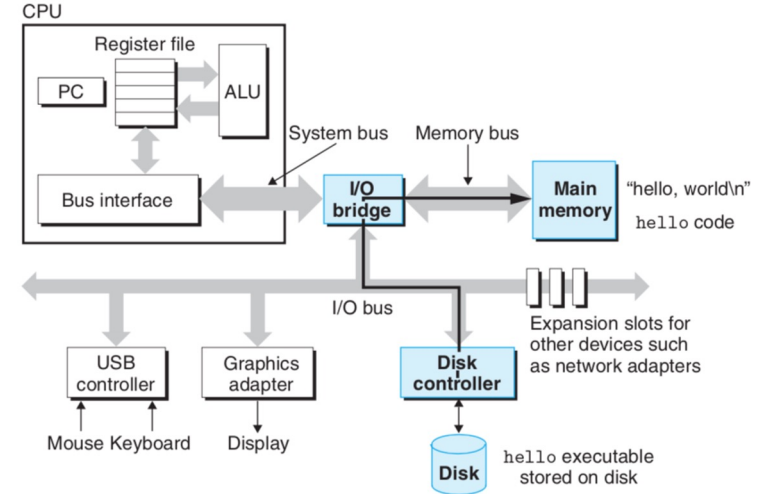 CPU
Register file
PC
ALU
System bus
Memory bus
Bus interface
I/O
bridge
Main
memory
“hello, world\n”
hello code
I/O bus
Expansion slots for
other devices such
as network adapters
USB
controller
Graphics
adapter
Disk
controller
Mouse Keyboard
Display
Disk
hello executable
stored on disk